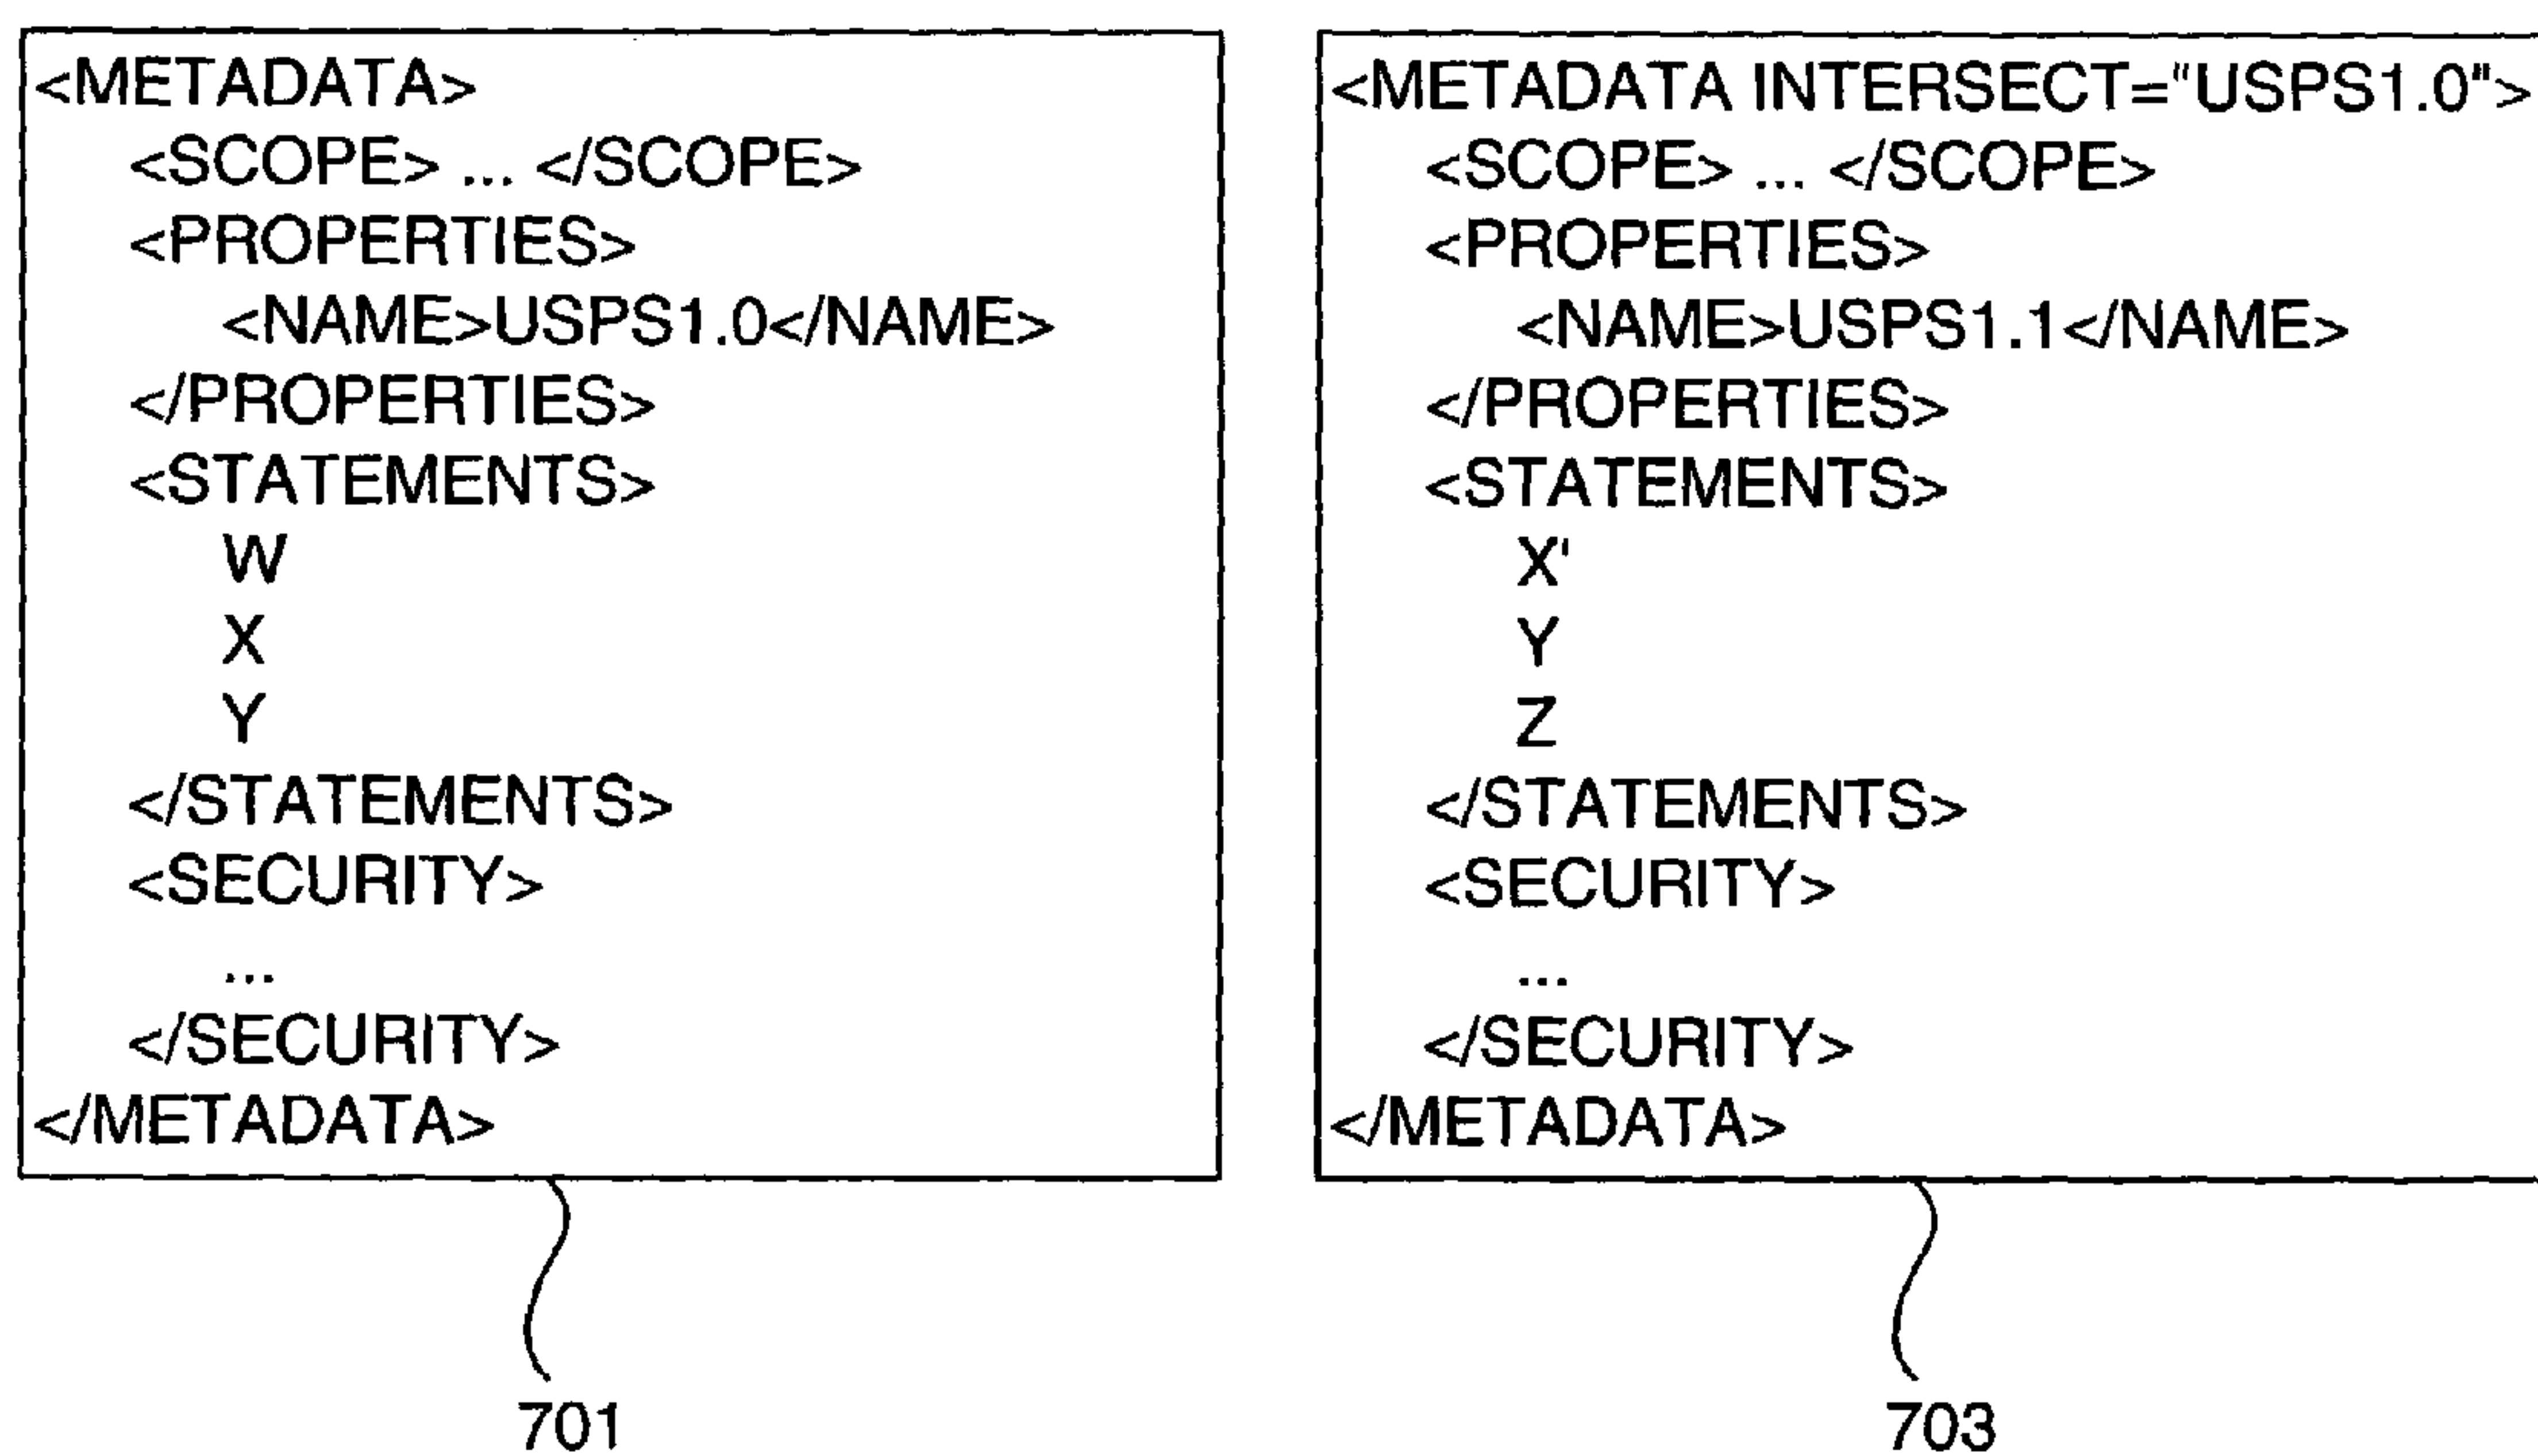 <METADATA>
<SCOPE> ... </SCOPE>
<PROPERTIES>
<NAME>USPS1.0</NAME>
</PROPERTIES>
<STATEMENTS>
W
X
Y
</STATEMENTS>
<SECURITY>
...
</SECURITY>
</METADATA>
701
<METADATA INTERSECT="USPS1.0">
<SCOPE> ... </SCOPE>
<PROPERTIES>
<NAME>USPS1.1</NAME>
</PROPERTIES>
<STATEMENTS>
X'
Y
Z
</STATEMENTS>
<SECURITY>
...
</SECURITY>
</METADATA>
703